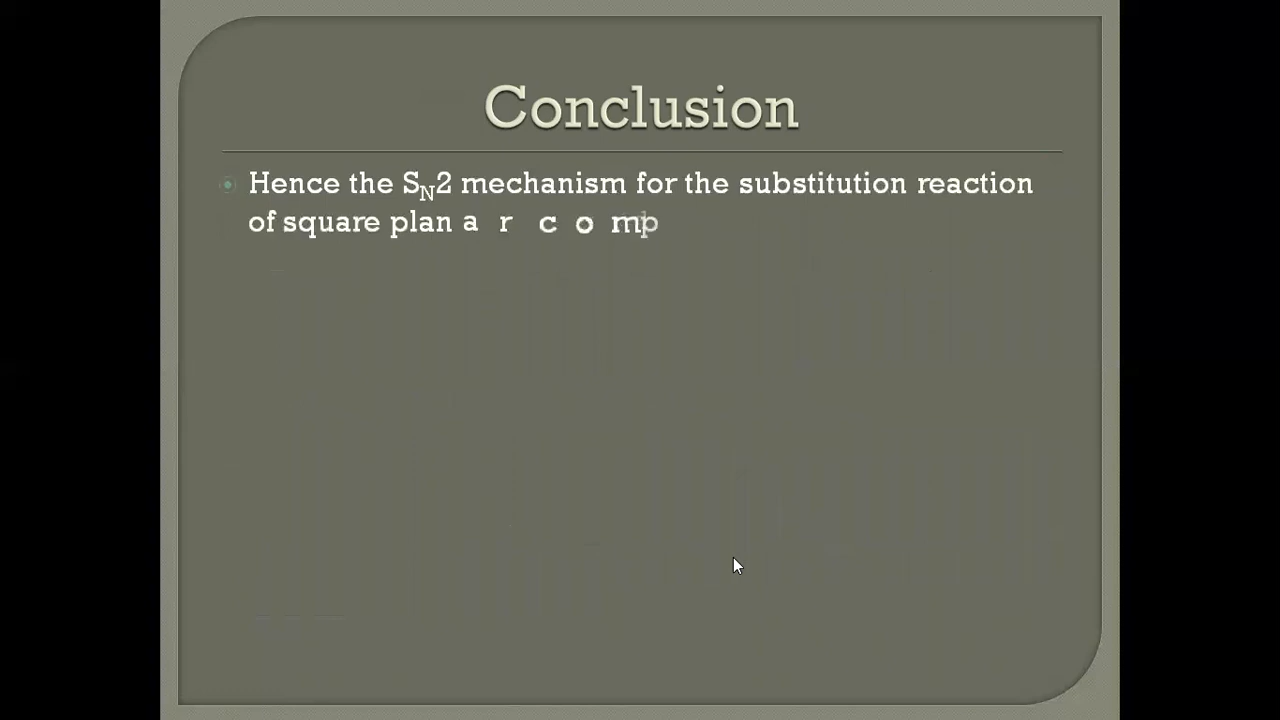 Conclusion
Hence the SN2 mechanism for the substitution reaction
of square plan a r c o m p